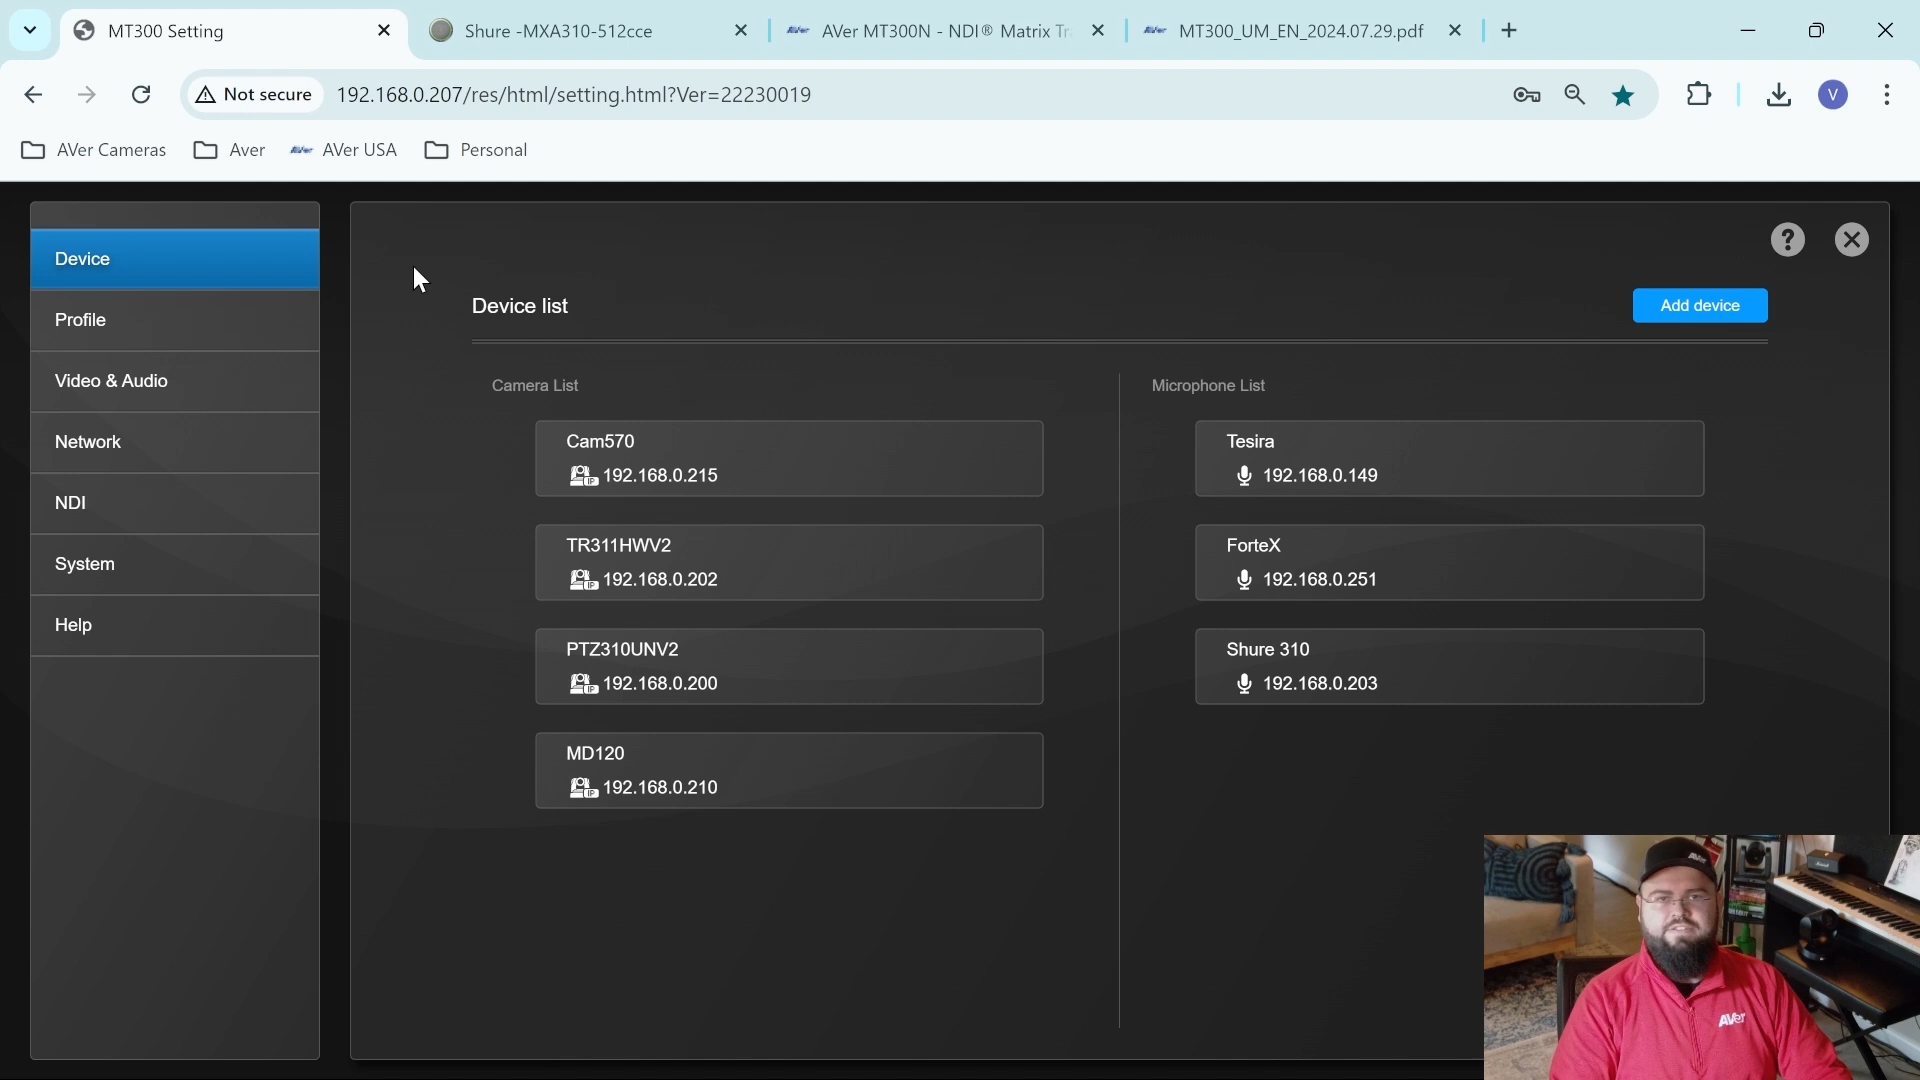 MT300 Setting
Shure -MXA310-512cce
AVer MT300N - NDI® Matrix Tr
MT300_UM_EN_2024.07.29.pdf
Not secure
192.168.0.207/res/html/setting.html?Ver=22230019
V
AVer Cameras
Aver
AVer
AVer USA
Personal
Device
Profile
Video & Audio
Network
NDI
System
Help
Device list
Add device
Camera List
Cam570
192.168.0.215
TR311HWV2
192.168.0.202
PTZ310UNV2
192.168.0.200
MD120
192.168.0.210
Microphone List
Tesira
192.168.0.149
ForteX
192.168.0.251
Shure 310
192.168.0.203
AVer